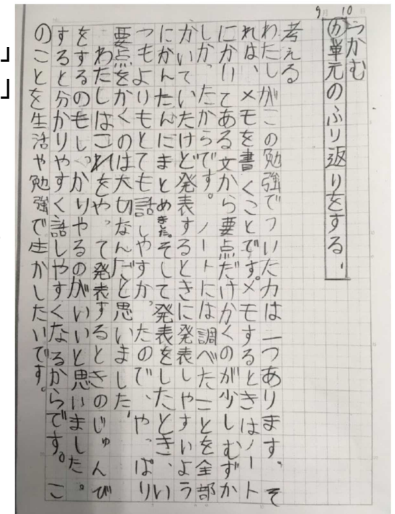 9 10
つかむ
め 単元のふり返りをする。
考える
わたしがこの勉強でついた力は一つあります。そ
れは、メモを書くことです。メモするときはノート
にかいてある文から要点だけかくのが少しむずか
しかったからです。ノートには調べたことを全部
かいていたけど発表するときに発表しやすいよう
にかんたんにまとめました。そして発表をしたとき、い
つもよりもとても話しやすかったので、やっぱり
要点をかくのは大切なんだと思いました。
わたしはこれをやって発表するときのじゅんび
をするのもしっかりやるのがいいと思いました。
すると分かりやすく話しやすくなるからです。こ
のことを生活や勉強で生かしたいです。
」
」